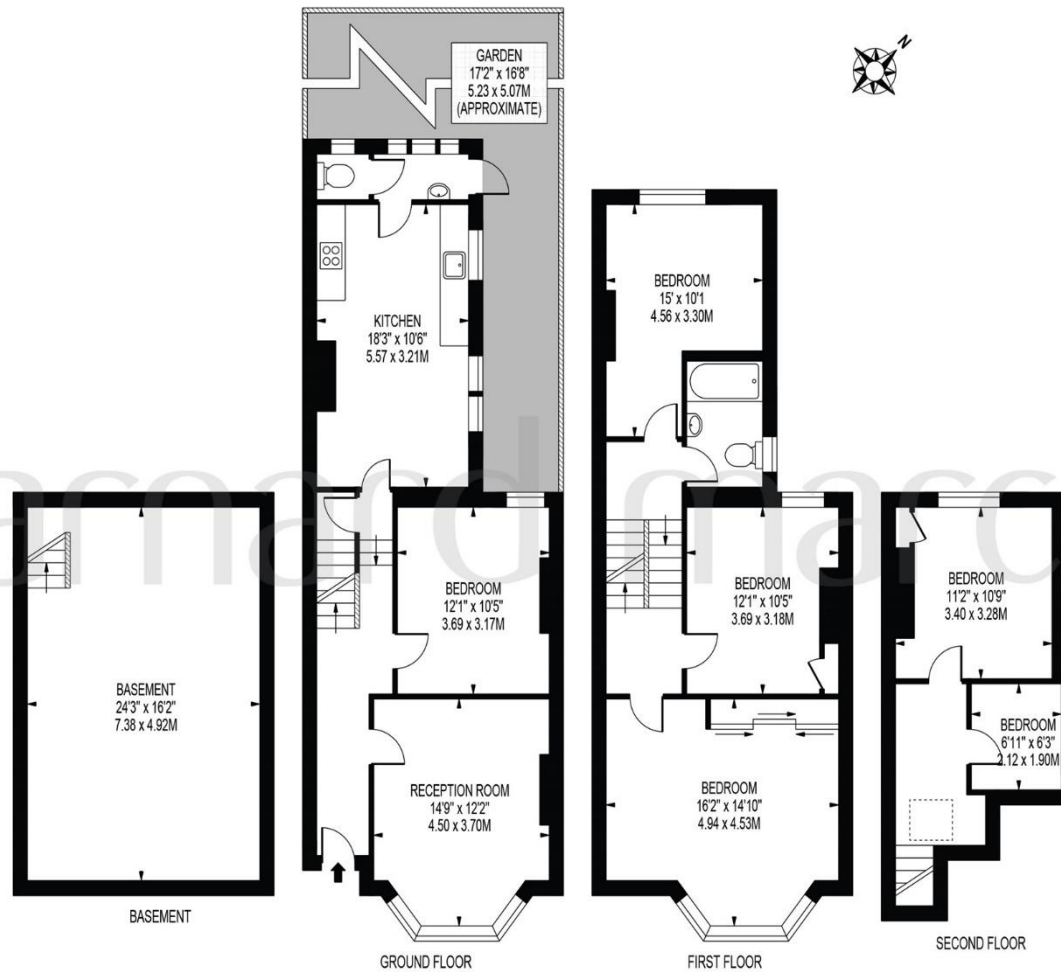 N
GARDEN
17'2" x 16'8"
5.23 x 5.07M
(APPROXIMATE)
KITCHEN
18'3" x 10'6"
5.57 x 3.21M
BEDROOM
15' x 10'1
4.56 x 3.30M
BASEMENT
24'3" x 16'2"
7.38 x 4.92M
BEDROOM
12'1" x 10'5"
3.69 x 3.17M
BEDROOM
12'1" x 10'5"
3.69 x 3.18M
BEDROOM
11'2" x 10'9"
3.40 x 3.28M
BEDROOM
6'11" x 6'3"
2.12 x 1.90M
RECEPTION ROOM
14'9" x 12'2"
4.50 x 3.70M
BEDROOM
16'2" x 14'10"
4.94 x 4.53M
BASEMENT
GROUND FLOOR
FIRST FLOOR
SECOND FLOOR